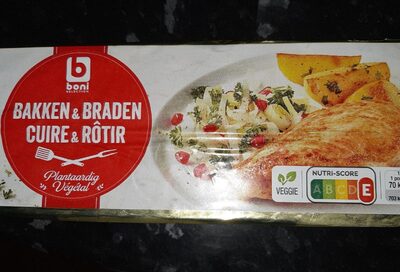 b
boni
SELECTION
BAKKEN & BRADEN
CUIRE & RÔTIR
Plantaardig
Végétal
VEGGIE
NUTRI-SCORE
A B C D E